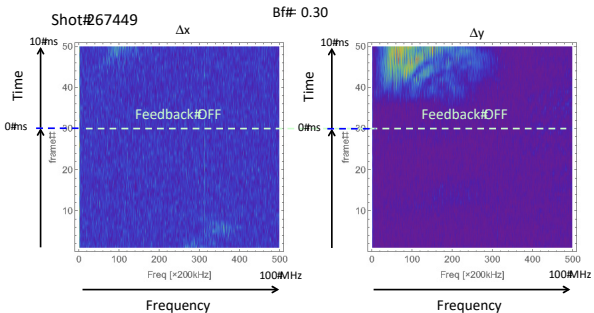 Shot#267449
Bf#= 0.30
Δx
Δy
10#ms
50
40
30
20
10
0
100
200
300
400
500
Time
0#ms
frame#
Feedback#OFF
Freq [×200kHz]
100#MHz
Frequency
10#ms
50
40
30
20
10
0
100
200
300
400
500
Time
0#ms
frame#
Feedback#OFF
Freq [×200kHz]
100#MHz
Frequency